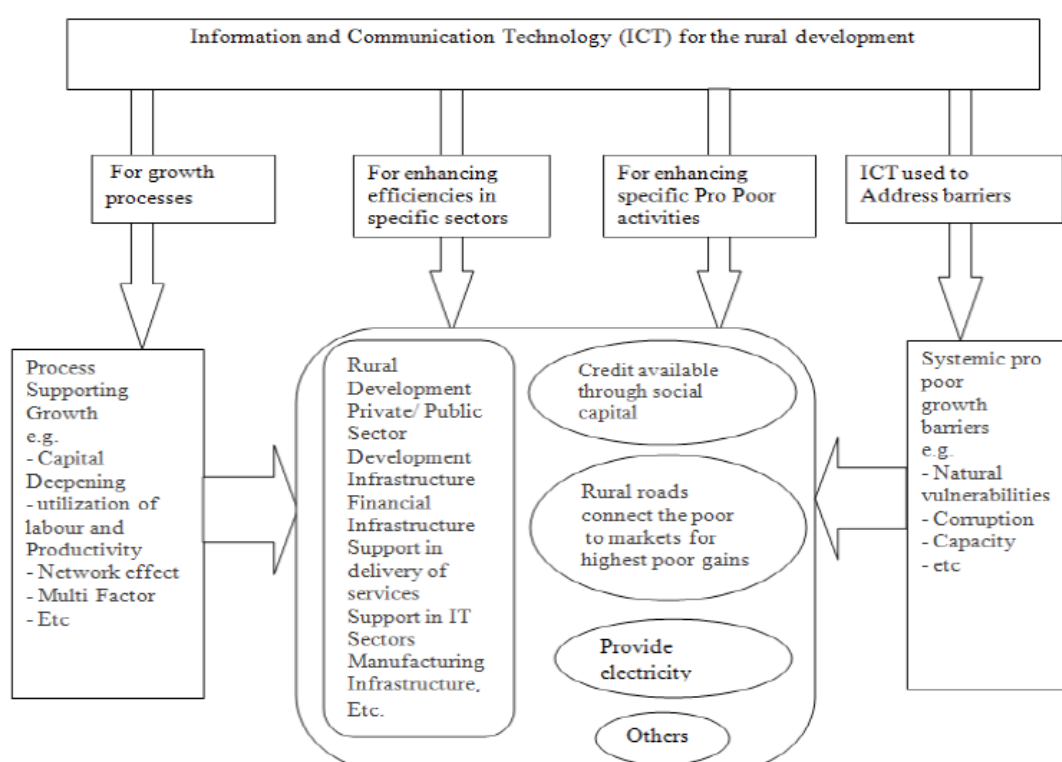 Information and Communication Technology (ICT) for the rural development
For growth
processes
For enhancing
efficiencies in
specific sectors
For enhancing
specific Pro Poor
activities
ICT used to
Address barriers
Process
Supporting
Growth
e.g.
- Capital
Deepening
- utilization of
labour and
Productivity
- Network effect
- Multi Factor
- Etc
Rural
Development
Private/ Public
Sector
Development
Infrastructure
Financial
Infrastructure
Support in
delivery of
services
Support in IT
Sectors
Manufacturing
Infrastructure,
Etc.
Credit available
through social
capital
Rural roads
connect the poor
to markets for
highest poor gains
Provide
electricity
Others
Systemic pro
poor
growth
barriers
e.g.
- Natural
vulnerabilities
- Corruption
- Capacity
- etc